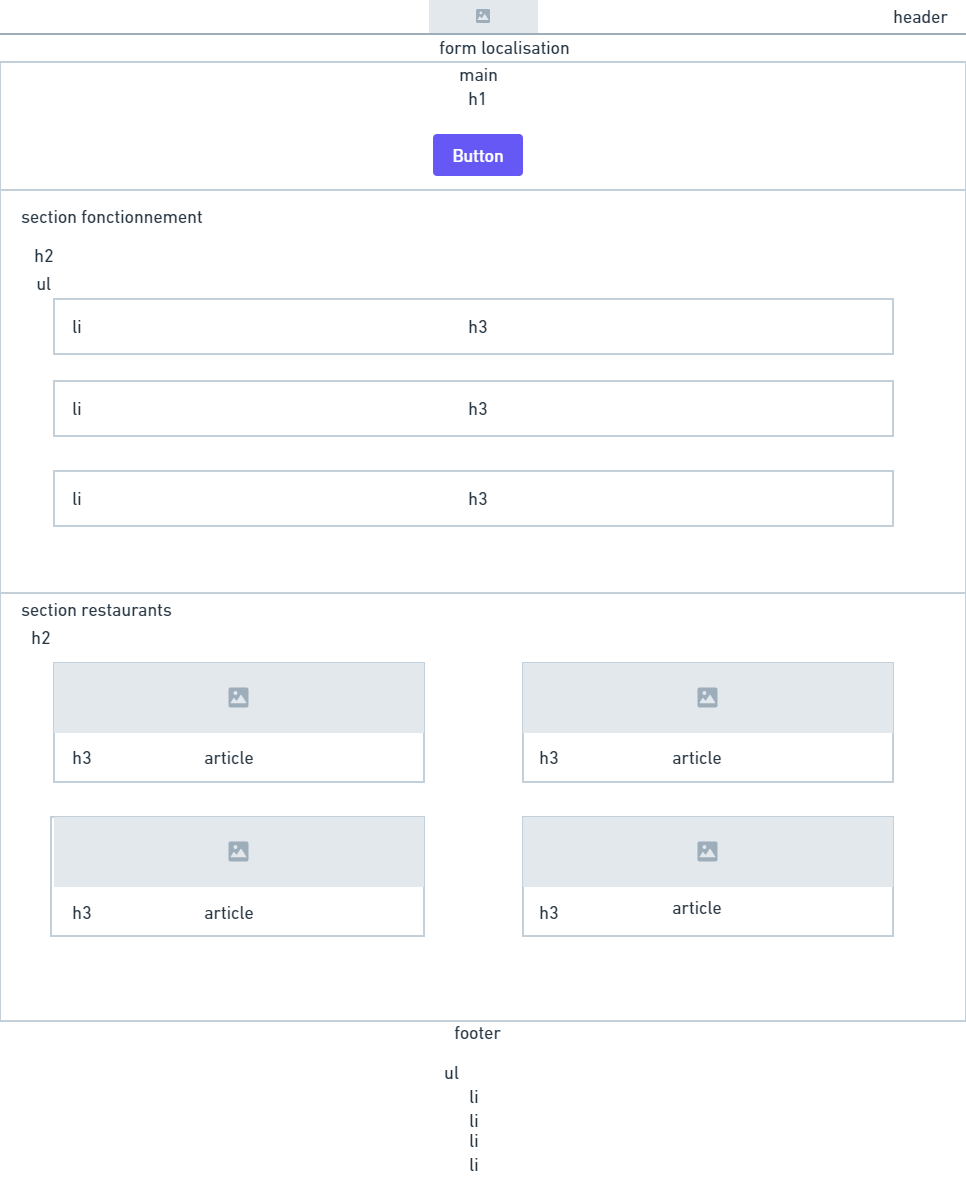 header
form localisation
main
h1
Button
section fonctionnement
h2
ul
li h3
li h3
li h3
section restaurants
h2
h3 article
h3 article
h3 article
h3 article
footer
ul
li
li
li
li